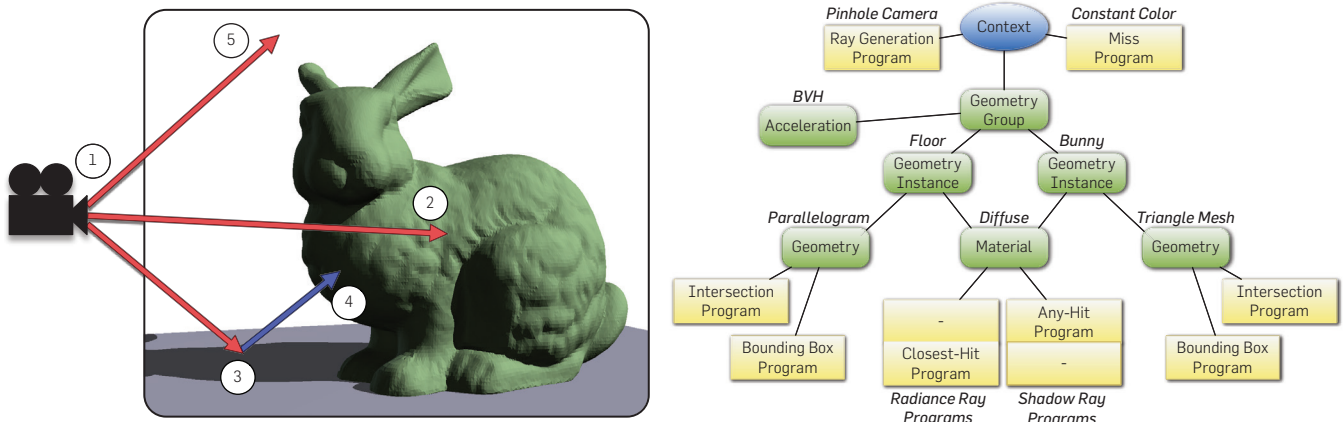 5
1
2
4
3
Pinhole Camera
Ray Generation
Program
Context
Constant Color
Miss
Program
BVH
Acceleration
Geometry
Group
Floor
Geometry
Instance
Bunny
Geometry
Instance
Parallelogram
Geometry
Diffuse
Material
Triangle Mesh
Geometry
Intersection
Program
Bounding Box
Program
-
Closest-Hit
Program
Any-Hit
Program
-
Intersection
Program
Bounding Box
Program
Radiance Ray
Programs
Shadow Ray
Programs